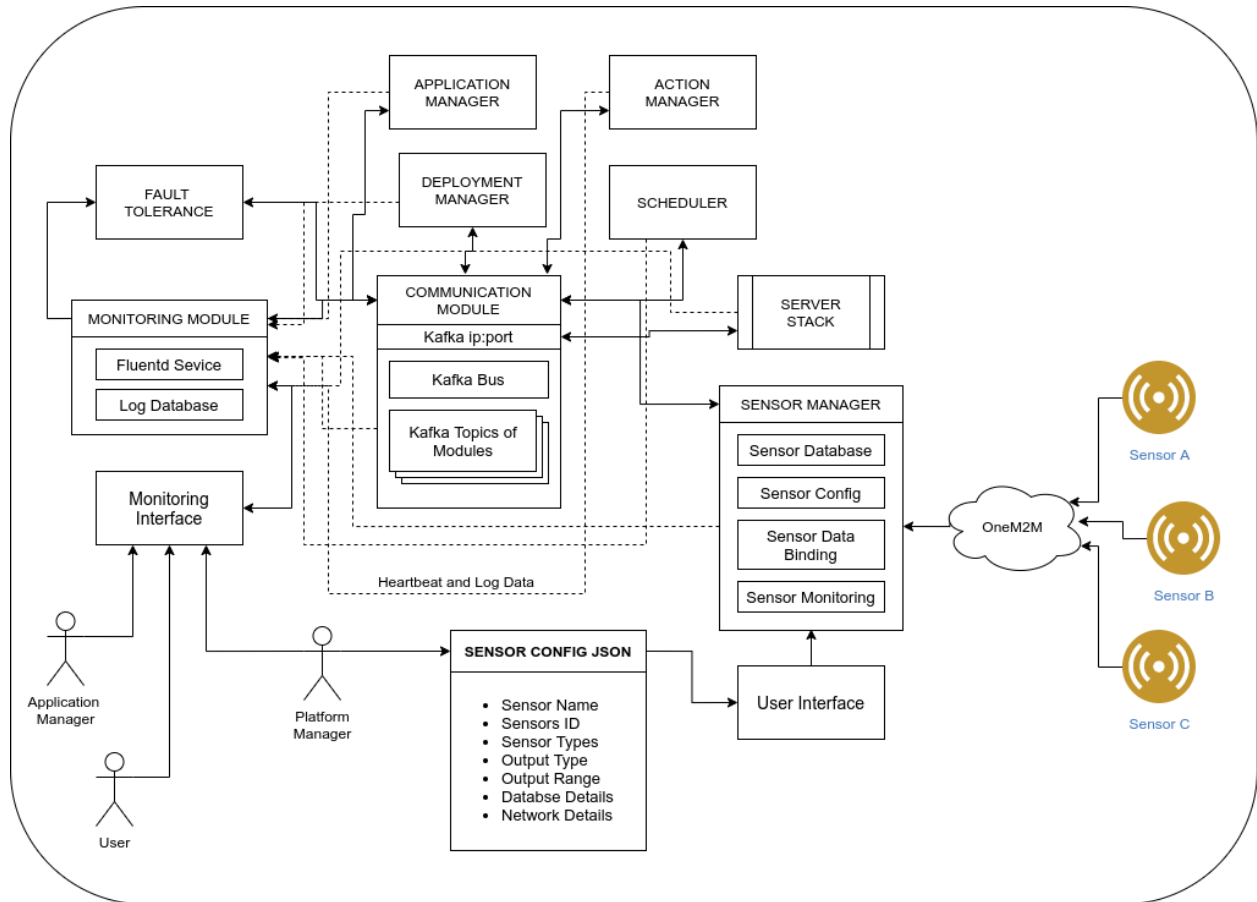 APPLICATION
MANAGER
ACTION
MANAGER
FAULT
TOLERANCE
DEPLOYMENT
MANAGER
SCHEDULER
COMMUNICATION
MODULE
Kafka ip:port
Kafka Bus
Kafka Topics of
Modules
SERVER
STACK
MONITORING MODULE
Fluentd Sevice
Log Database
SENSOR MANAGER
Sensor Database
Sensor Config
Sensor Data
Binding
Sensor Monitoring
OneM2M
Sensor A
Sensor B
Sensor C
Monitoring
Interface
Heartbeat and Log Data
Application
Manager
User
Platform
Manager
SENSOR CONFIG JSON
• Sensor Name
• Sensors ID
• Sensor Types
• Output Type
• Output Range
• Databse Details
• Network Details
User Interface